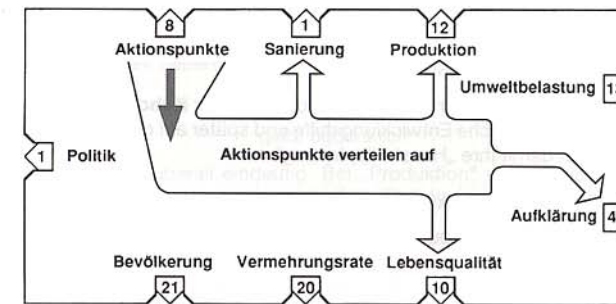 8 1 12
Aktionspunkte Sanierung Produktion
Umweltbelastung
1 Politik
Aktionspunkte verteilen auf
Aufklärung 4
Bevölkerung Vermehrungsrate Lebensqualität
21 20 10